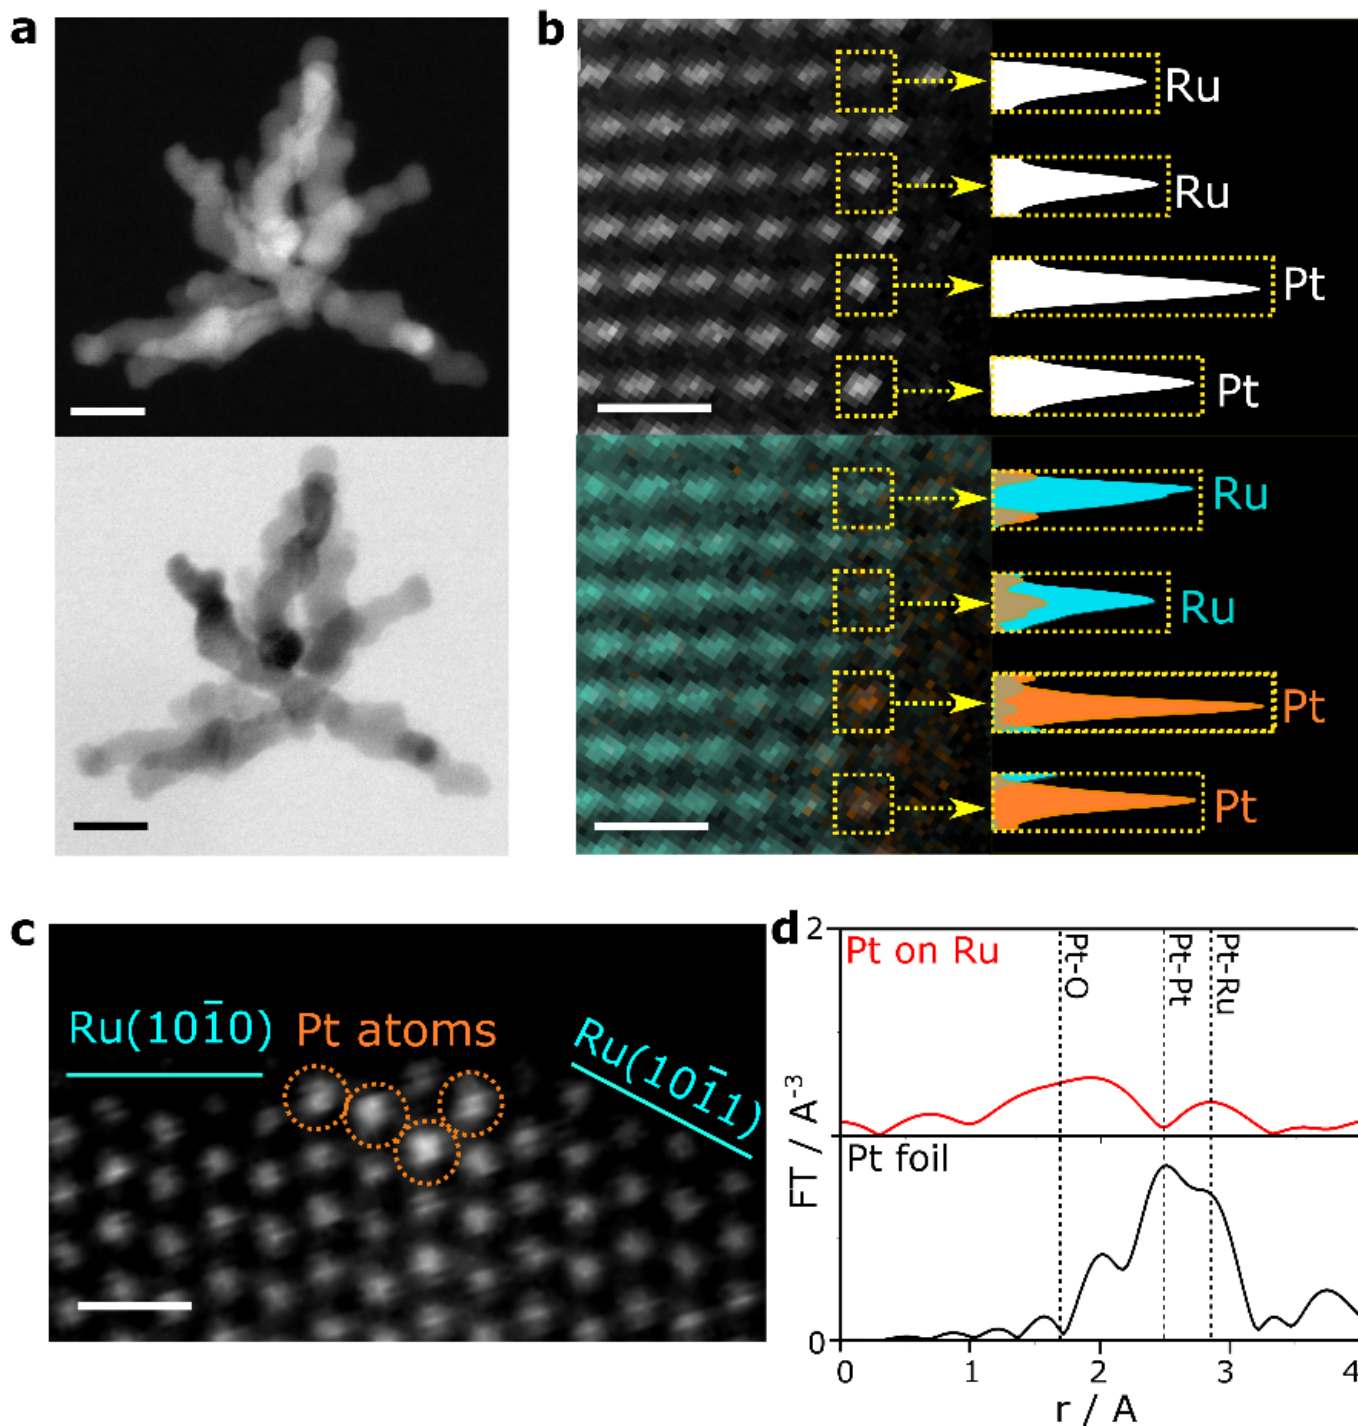 a
b
Ru
Ru
Pt
Pt
Ru
Ru
Pt
Pt
c
Ru(101̄0)
Pt atoms
Ru(101̄1)
d
2
Pt on Ru
Pt-O
Pt-Pt
Pt-Ru
Pt foil
FT / A⁻³
0
0 1 2 3 4
r / A